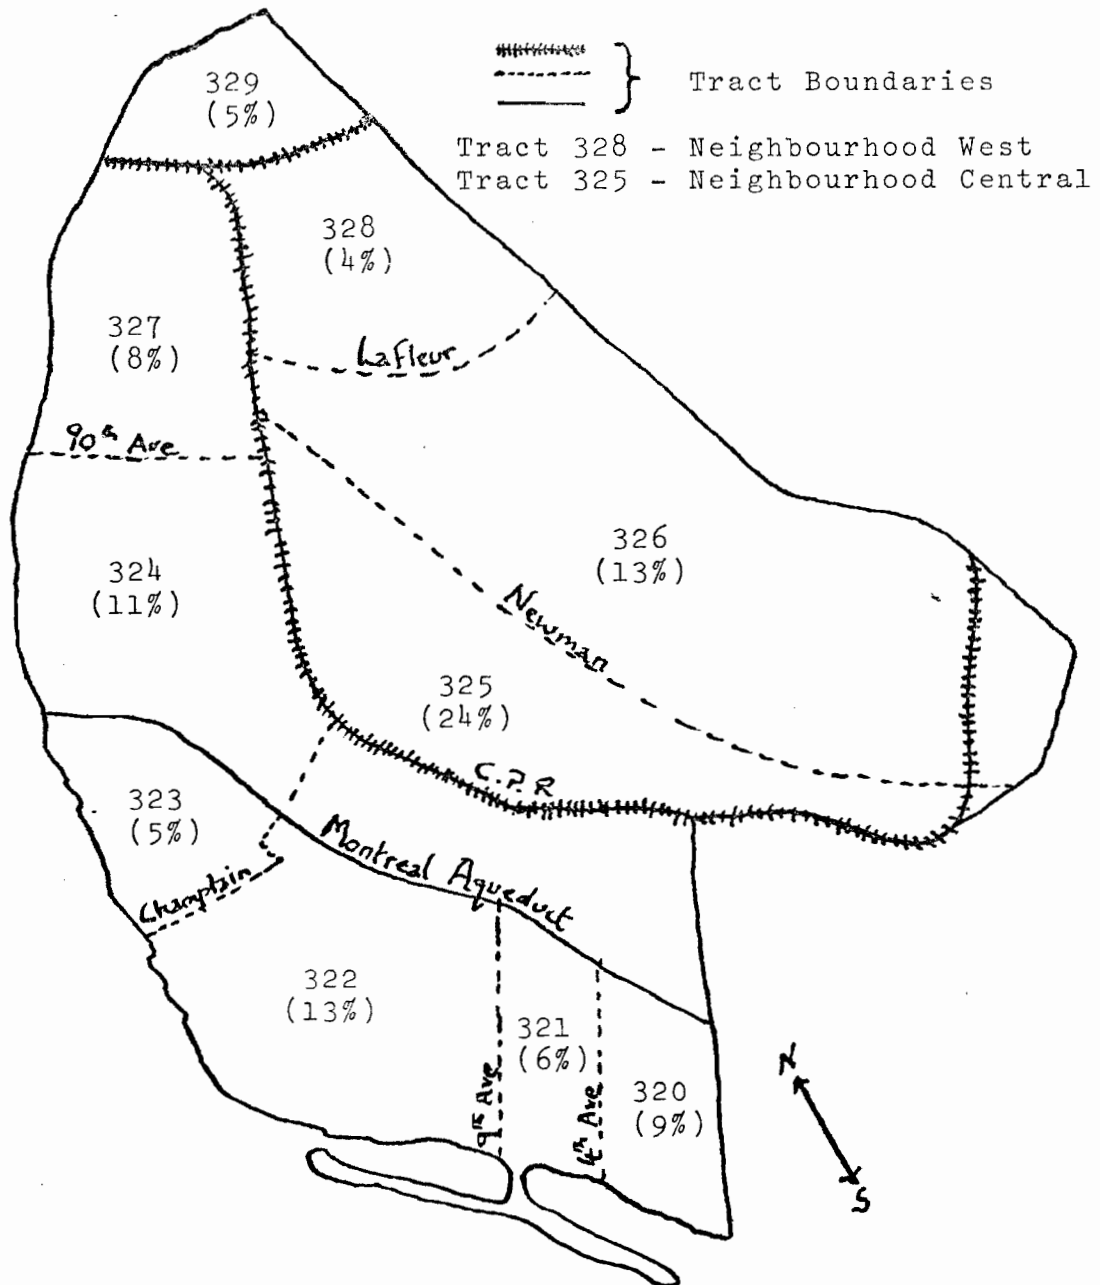 329
(5%)
Tract Boundaries
Tract 328 - Neighbourhood West
Tract 325 - Neighbourhood Central
328
(4%)
327
(8%)
Lafleur
90th Ave
326
(13%)
324
(11%)
Newman
325
(24%)
C.P.R
323
(5%)
Montreal Aqueduct
Champlain
322
(13%)
321
(6%)
9th Ave
4th Ave
320
(9%)
N
S